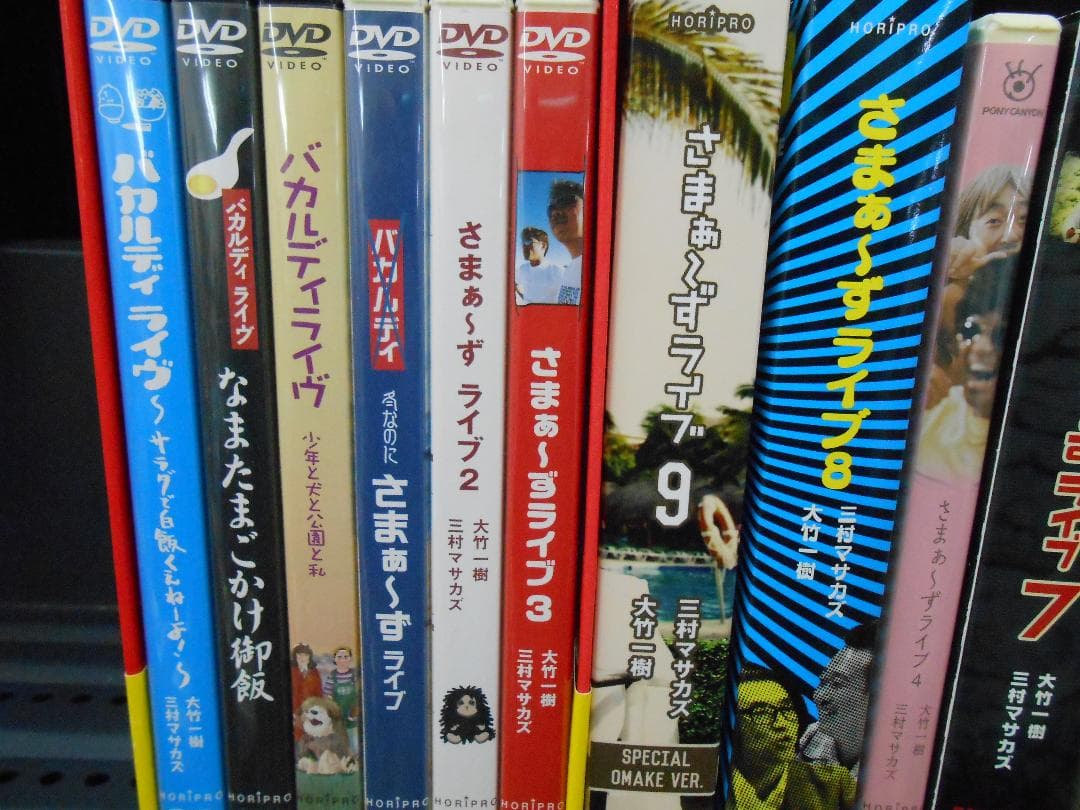 DVD
VIDEO
バカルディ ライヴ
～サラダで白飯くえねーよ!～
大竹一樹
三村マサカズ
HORIPRO
DVD
VIDEO
バカルディ ライヴ
なまたまごかけ御飯
HORIPRO
DVD
VIDEO
バカルディライヴ
少年と犬と公園と私
HORIPRO
DVD
VIDEO
バカルディ
冬なのに
さまぁ～ず ライブ
HORIPRO
DVD
VIDEO
さまぁ～ず ライブ2
大竹一樹
三村マサカズ
HORIPRO
DVD
VIDEO
さまぁ～ずライブ3
大竹一樹
三村マサカズ
HORIPRO
HORIPRO
さまぁ～ずライブ
9
三村マサカズ
大竹一樹
SPECIAL
OMAKE VER.
HORIPRO
さまぁ～ずライブ8
三村マサカズ
大竹一樹
PONY CANYON
さまぁ～ずライブ4
大竹一樹
三村マサカズ
HORIPRO
ライブ
7
大竹一樹
三村マサカズ